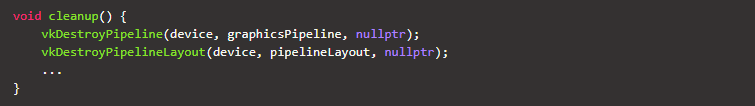 void cleanup() {
    vkDestroyPipeline(device, graphicsPipeline, nullptr);
    vkDestroyPipelineLayout(device, pipelineLayout, nullptr);
    ...
}